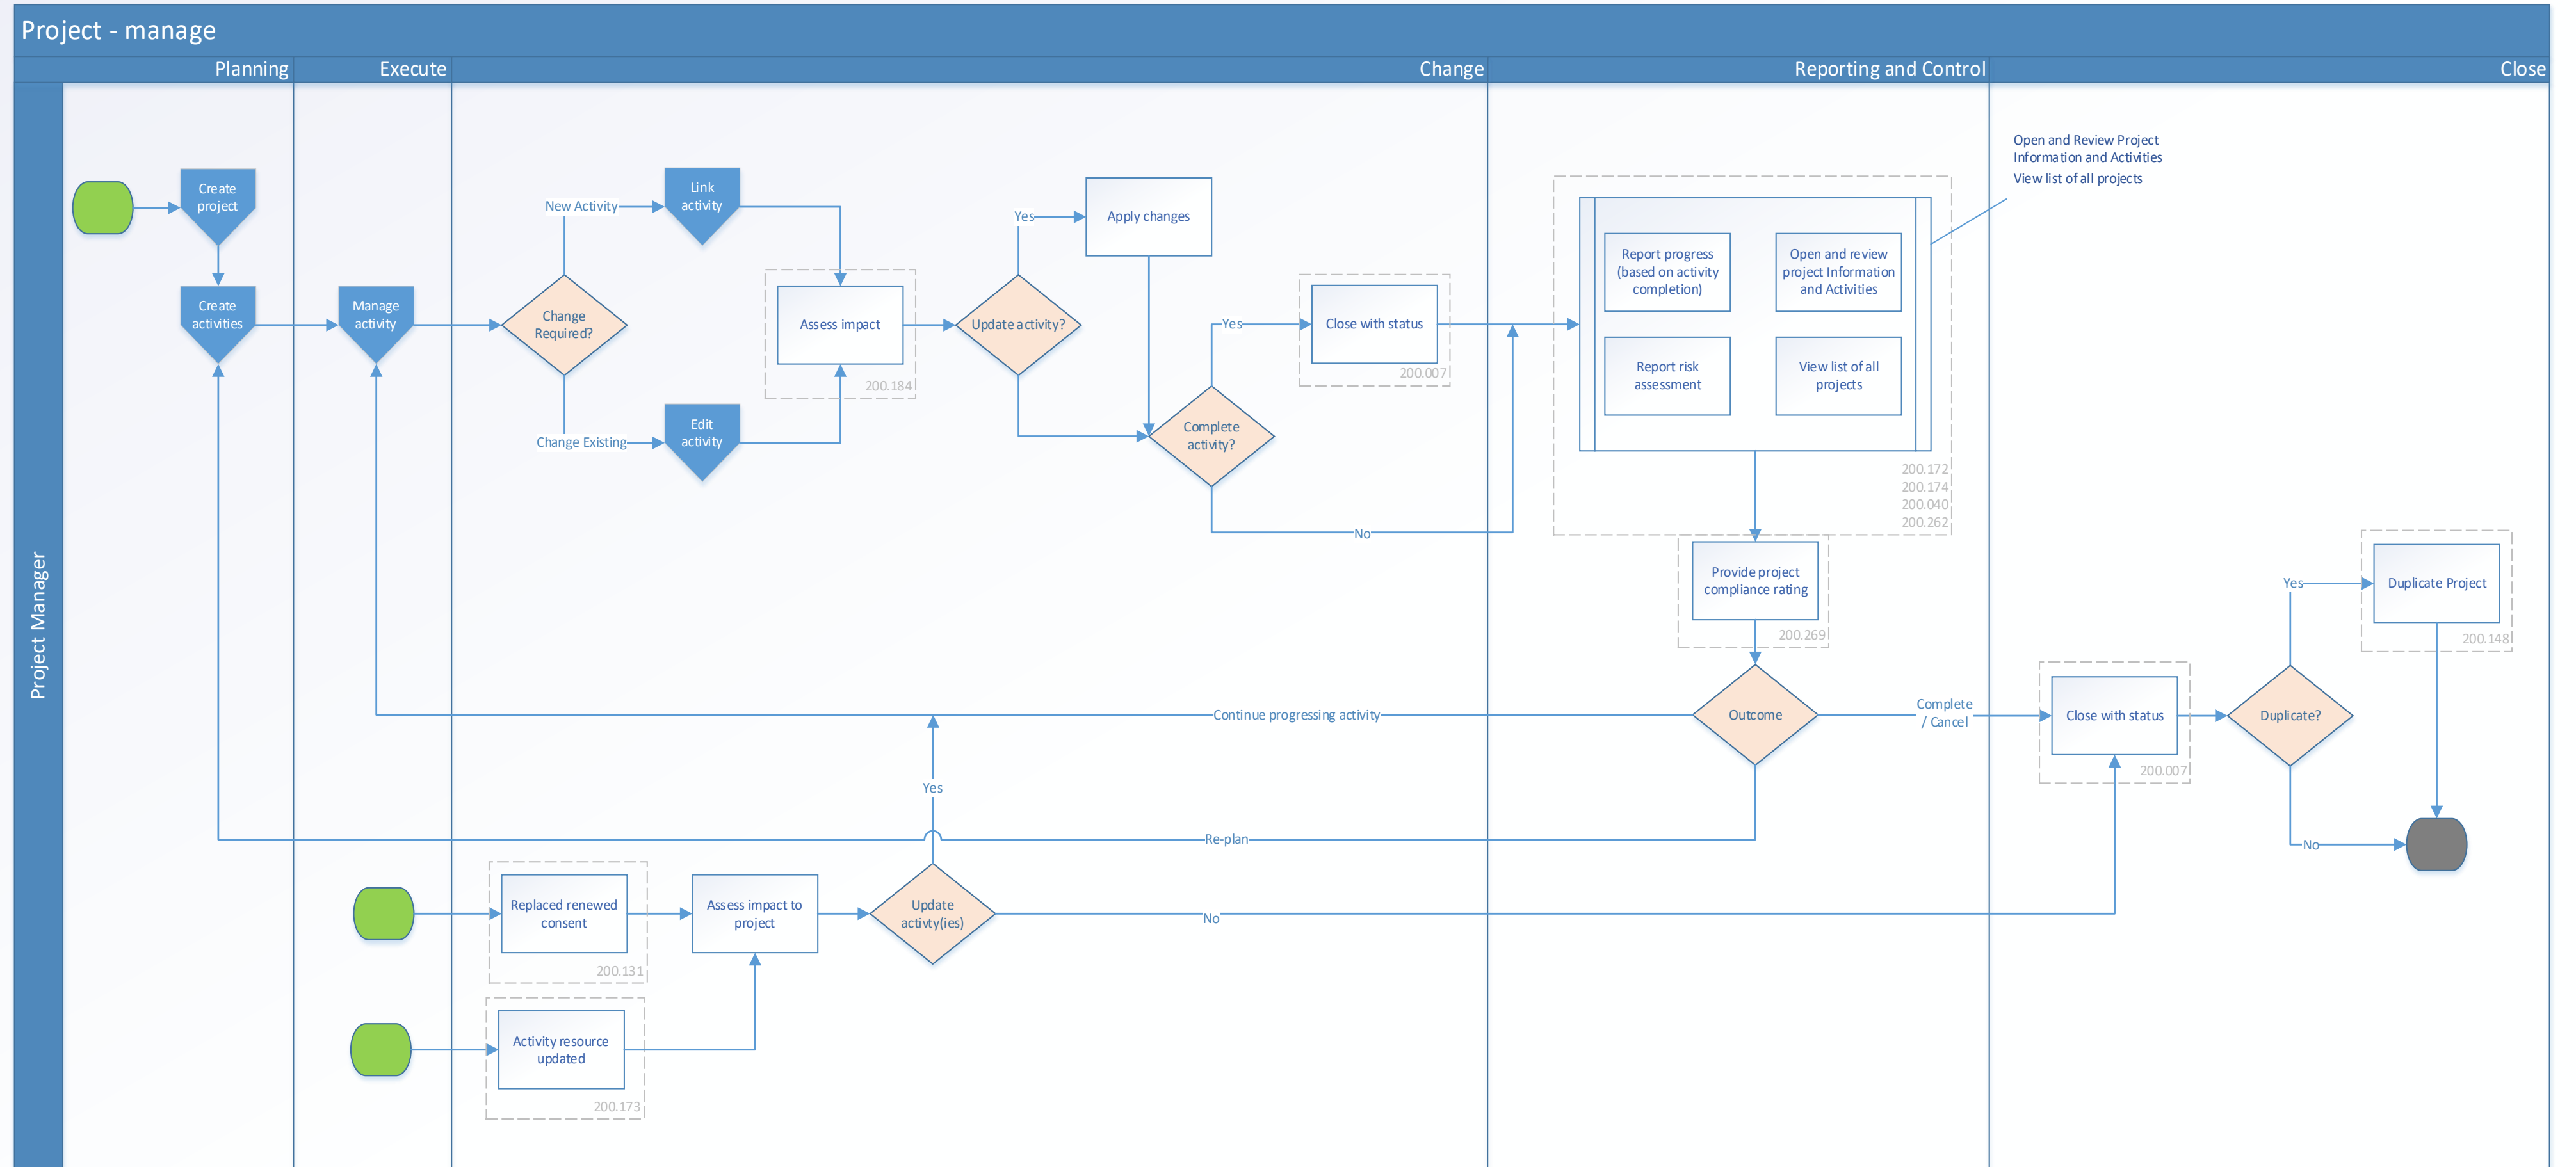 Project - manage
Planning
Execute
Change
Reporting and Control
Close
Project Manager
Create
project
Create
activities
Manage
activity
Change
Required?
New Activity
Change Existing
Link
activity
Edit
activity
Assess impact
200.184
Update activity?
Yes
Apply changes
Complete
activity?
Yes
No
Close with status
200.007
Report progress
(based on activity
completion)
Open and review
project Information
and Activities
Report risk
assessment
View list of all
projects
200.172
200.174
200.040
200.262
Open and Review Project
Information and Activities
View list of all projects
Provide project
compliance rating
200.269
Outcome
Continue progressing activity
Re-plan
Complete
/ Cancel
Close with status
200.007
Duplicate?
Yes
No
Duplicate Project
200.148
Replaced renewed
consent
200.131
Assess impact to
project
Update
activty(ies)
Yes
No
Activity resource
updated
200.173